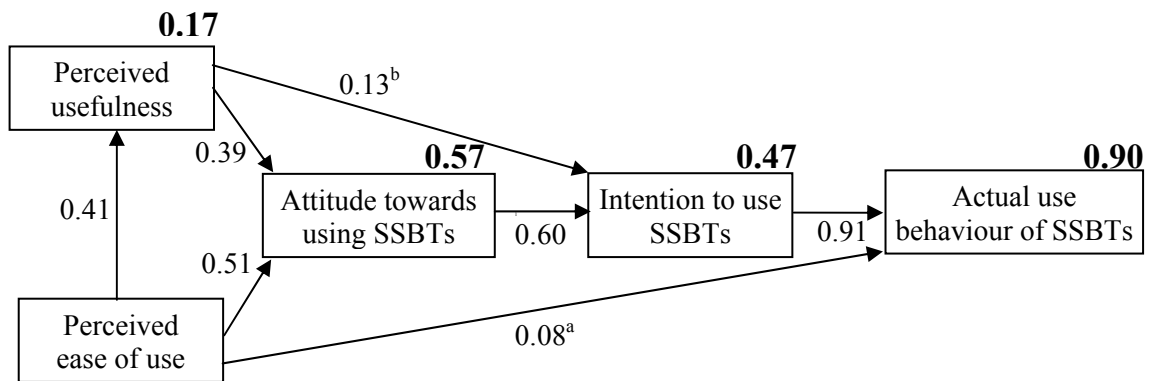 0.17
Perceived
usefulness
0.13b
0.39
0.57
0.47
0.90
Attitude towards
using SSBTs
Intention to use
SSBTs
Actual use
behaviour of SSBTs
0.41
0.60
0.91
0.51
Perceived
ease of use
0.08a